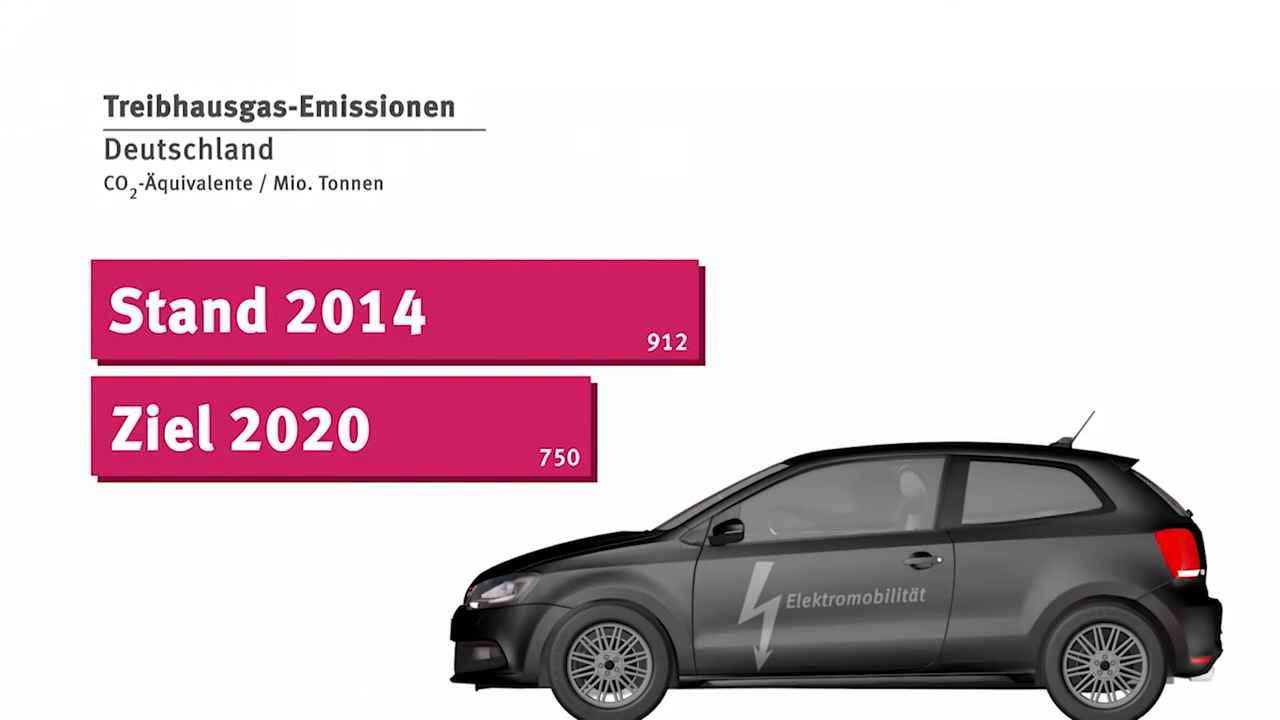 Treibhausgas-Emissionen
Deutschland
CO₂-Äquivalente / Mio. Tonnen
Stand 2014
912
Ziel 2020
750
Elektromobilität